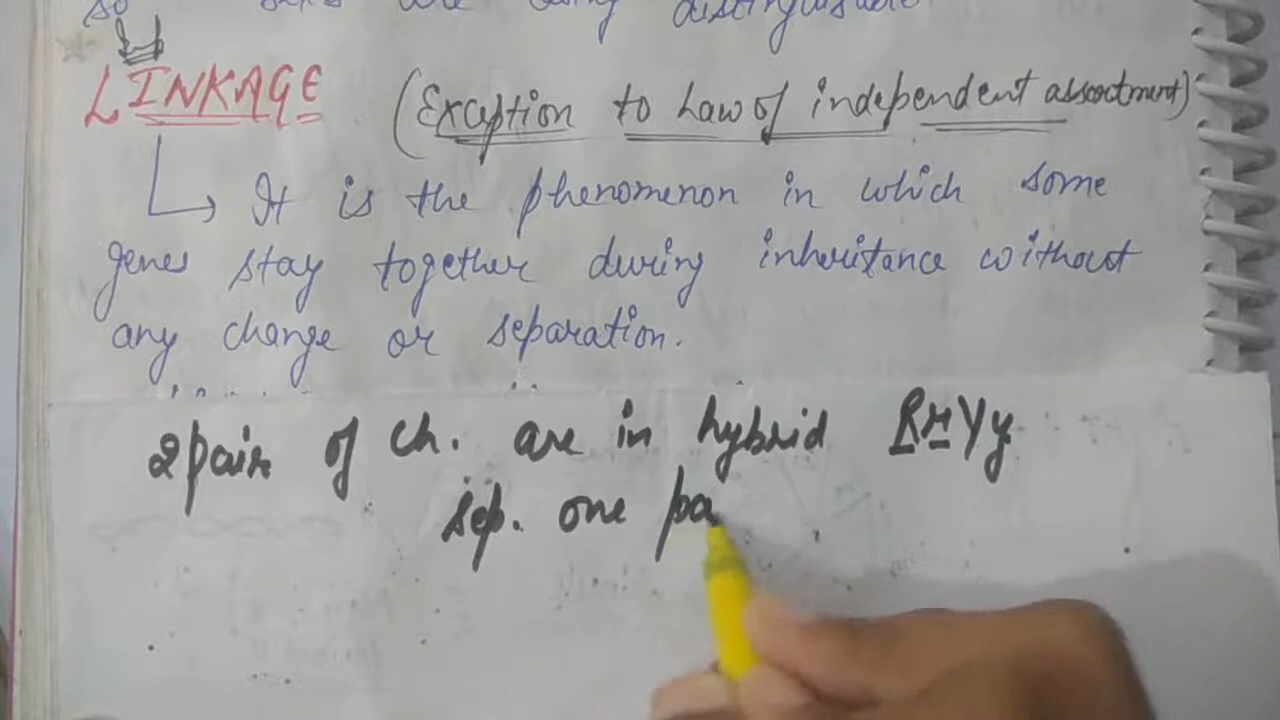 so
LINKAGE (Exception to Law of independent assortment)
It is the phenomenon in which some
genes stay together during inheritance without
any change or separation.
2 pair of ch. are in hybrid RrYy
sep. one pa